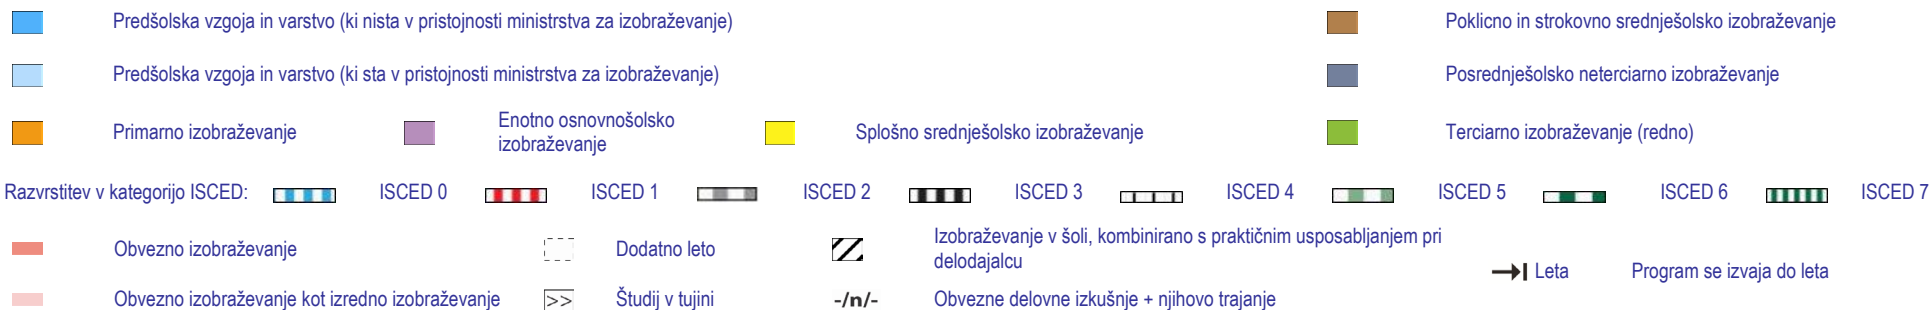 Predšolska vzgoja in varstvo (ki nista v pristojnosti ministrstva za izobraževanje)
Poklicno in strokovno srednješolsko izobraževanje
Predšolska vzgoja in varstvo (ki sta v pristojnosti ministrstva za izobraževanje)
Posrednješolsko neterciarno izobraževanje
Primarno izobraževanje
Enotno osnovnošolsko
izobraževanje
Splošno srednješolsko izobraževanje
Terciarno izobraževanje (redno)
Razvrstitev v kategorijo ISCED: ISCED 0 ISCED 1 ISCED 2 ISCED 3 ISCED 4 ISCED 5 ISCED 6 ISCED 7
Obvezno izobraževanje
Dodatno leto
Izobraževanje v šoli, kombinirano s praktičnim usposabljanjem pri
delodajalcu
Leta
Program se izvaja do leta
Obvezno izobraževanje kot izredno izobraževanje
>> Študij v tujini
-/n/- Obvezne delovne izkušnje + njihovo trajanje